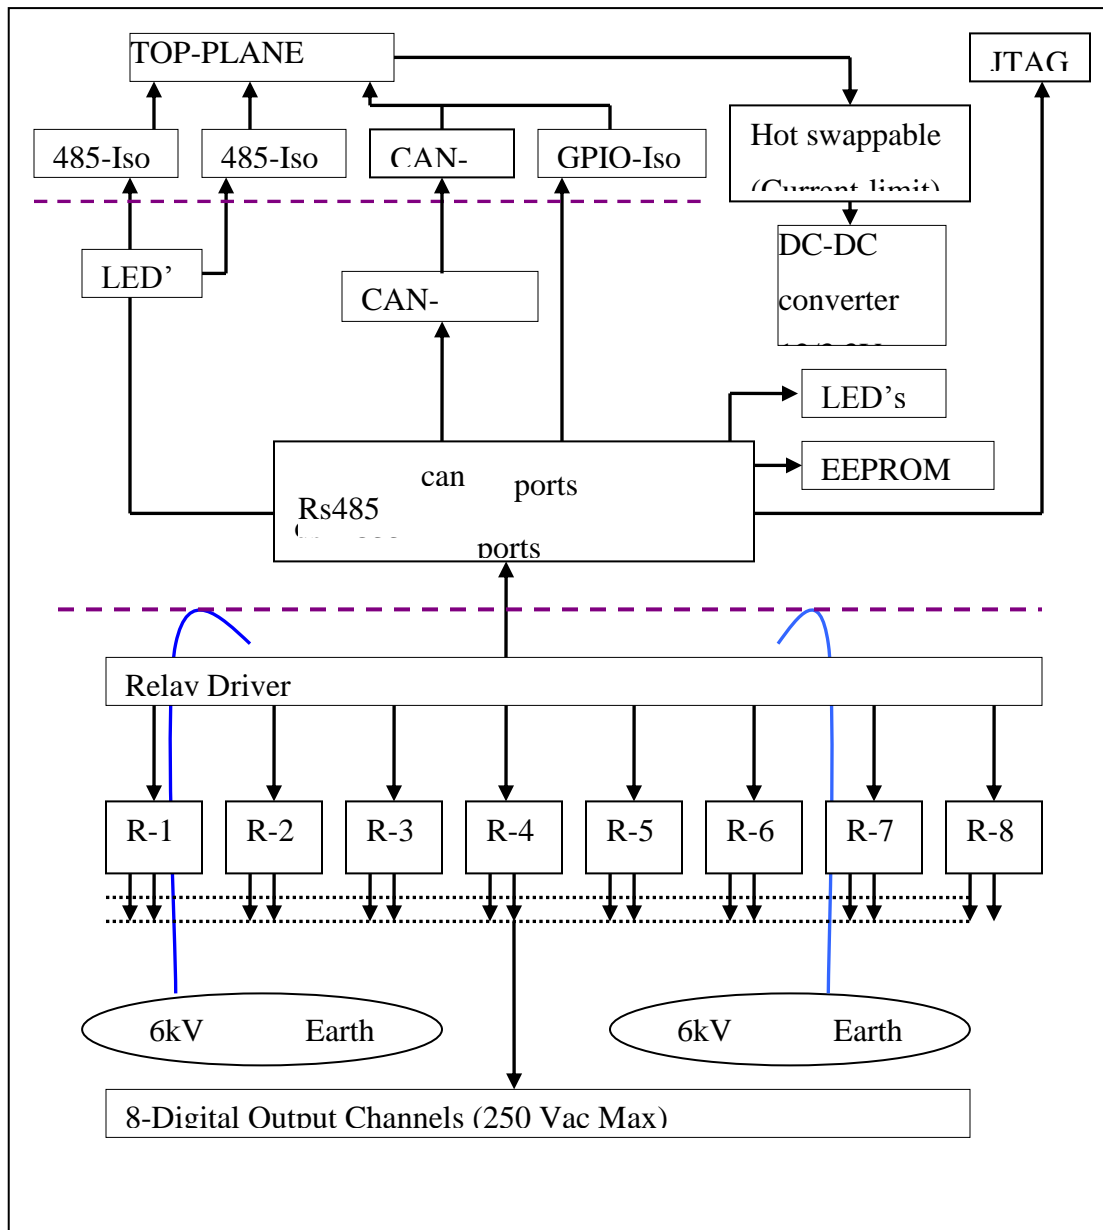 TOP-PLANE
JTAG
485-Iso
485-Iso
CAN-
GPIO-Iso
Hot swappable
(Current limit)
DC-DC
converter
LED’
CAN-
LED’s
EEPROM
can
ports
Rs485
ports
Relay Driver
R-1
R-2
R-3
R-4
R-5
R-6
R-7
R-8
6kV Earth
6kV Earth
8-Digital Output Channels (250 Vac Max)